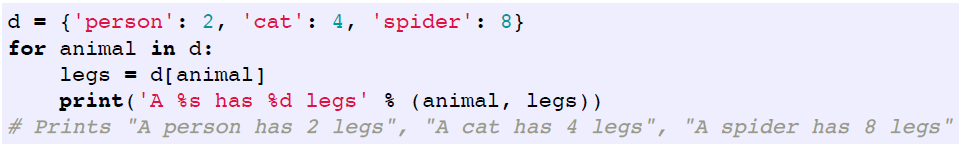 d = {'person': 2, 'cat': 4, 'spider': 8}
for animal in d:
    legs = d[animal]
    print('A %s has %d legs' % (animal, legs))
# Prints "A person has 2 legs", "A cat has 4 legs", "A spider has 8 legs"